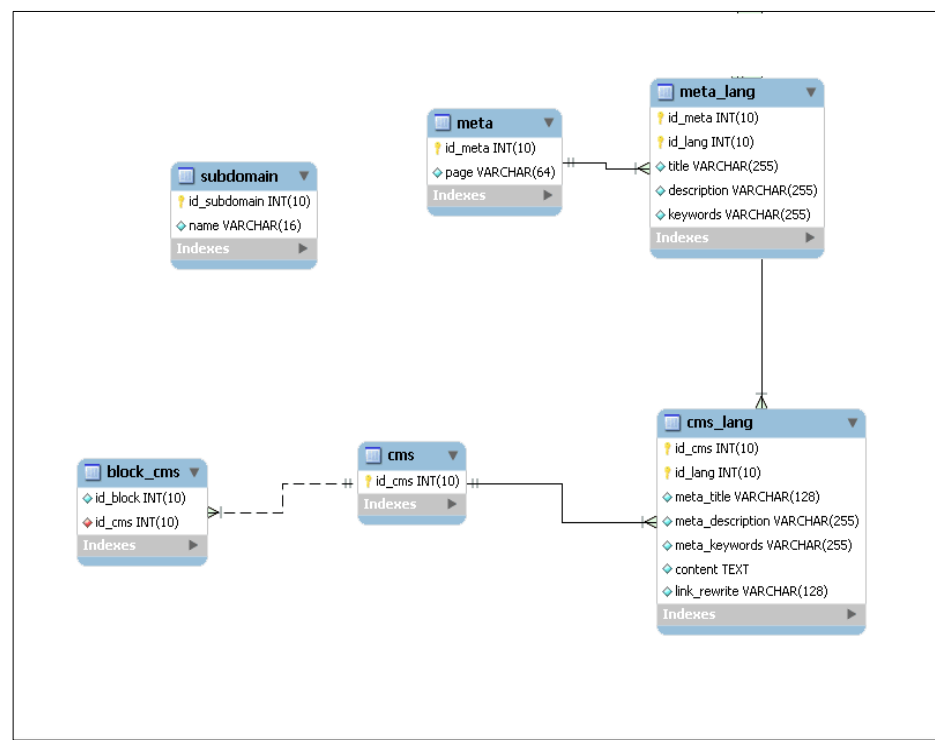 meta_lang
id_meta INT(10)
id_lang INT(10)
title VARCHAR(255)
description VARCHAR(255)
keywords VARCHAR(255)
Indexes
meta
id_meta INT(10)
page VARCHAR(64)
Indexes
subdomain
id_subdomain INT(10)
name VARCHAR(16)
Indexes
cms_lang
id_cms INT(10)
id_lang INT(10)
meta_title VARCHAR(128)
meta_description VARCHAR(255)
meta_keywords VARCHAR(255)
content TEXT
link_rewrite VARCHAR(128)
Indexes
cms
id_cms INT(10)
Indexes
block_cms
id_block INT(10)
id_cms INT(10)
Indexes